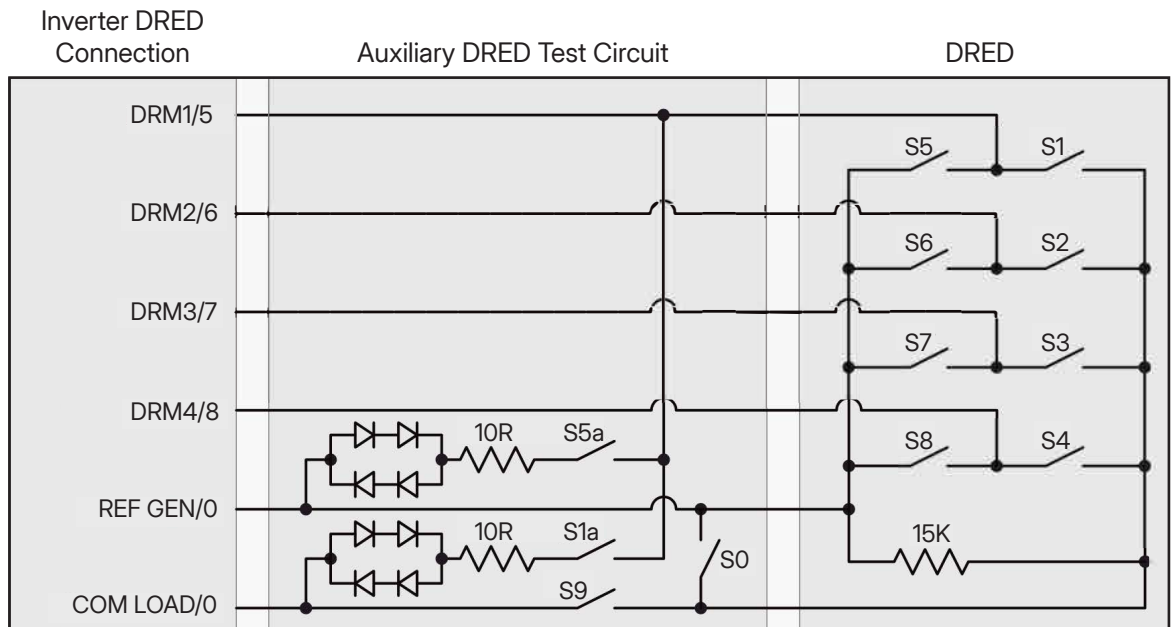 Inverter DRED
Connection
Auxiliary DRED Test Circuit
DRED
DRM1/5
S5
S1
DRM2/6
S6
S2
DRM3/7
S7
S3
DRM4/8
10R
S5a
S8
S4
REF GEN/0
10R
S1a
S0
15K
S9
COM LOAD/0